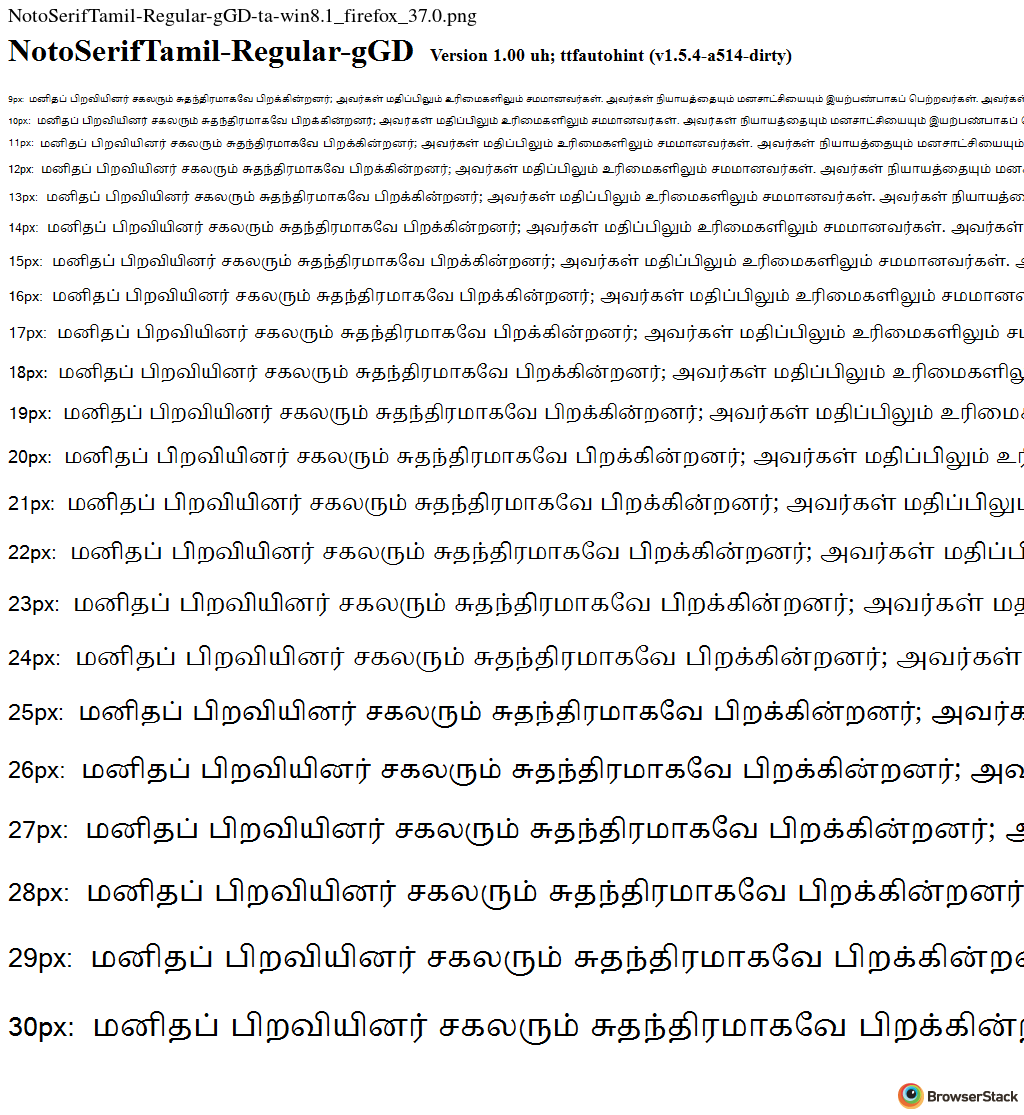 NotoSerifTamil-Regular-gGD-ta-win8.1_firefox_37.0.png
NotoSerifTamil-Regular-gGD Version 1.00 uh; ttfautohint (v1.5.4-a514-dirty)
9px: மனிதப் பிறவியினர் சகலரும் சுதந்திரமாகவே பிறக்கின்றனர்; அவர்கள் மதிப்பிலும் உரிமைகளிலும் சமமானவர்கள். அவர்கள் நியாயத்தையும் மனசாட்சியையும் இயற்பண்பாகப் பெற்றவர்கள்.
10px: மனிதப் பிறவியினர் சகலரும் சுதந்திரமாகவே பிறக்கின்றனர்; அவர்கள் மதிப்பிலும் உரிமைகளிலும் சமமானவர்கள். அவர்கள் நியாயத்தையும் மனசாட்சியையும் இயற்பண்பாகப்
11px: மனிதப் பிறவியினர் சகலரும் சுதந்திரமாகவே பிறக்கின்றனர்; அவர்கள் மதிப்பிலும் உரிமைகளிலும் சமமானவர்கள். அவர்கள் நியாயத்தையும் மனசாட்சியையும்
12px: மனிதப் பிறவியினர் சகலரும் சுதந்திரமாகவே பிறக்கின்றனர்; அவர்கள் மதிப்பிலும் உரிமைகளிலும் சமமானவர்கள். அவர்கள் நியாயத்தையும்
13px: மனிதப் பிறவியினர் சகலரும் சுதந்திரமாகவே பிறக்கின்றனர்; அவர்கள் மதிப்பிலும் உரிமைகளிலும் சமமானவர்கள். அவர்கள்
14px: மனிதப் பிறவியினர் சகலரும் சுதந்திரமாகவே பிறக்கின்றனர்; அவர்கள் மதிப்பிலும் உரிமைகளிலும் சமமானவர்கள். அவர்கள்
15px: மனிதப் பிறவியினர் சகலரும் சுதந்திரமாகவே பிறக்கின்றனர்; அவர்கள் மதிப்பிலும் உரிமைகளிலும் சமமானவர்கள்.
16px: மனிதப் பிறவியினர் சகலரும் சுதந்திரமாகவே பிறக்கின்றனர்; அவர்கள் மதிப்பிலும் உரிமைகளிலும்
17px: மனிதப் பிறவியினர் சகலரும் சுதந்திரமாகவே பிறக்கின்றனர்; அவர்கள் மதிப்பிலும் உரிமைகளிலும்
18px: மனிதப் பிறவியினர் சகலரும் சுதந்திரமாகவே பிறக்கின்றனர்; அவர்கள் மதிப்பிலும்
19px: மனிதப் பிறவியினர் சகலரும் சுதந்திரமாகவே பிறக்கின்றனர்; அவர்கள் மதிப்பிலும்
20px: மனிதப் பிறவியினர் சகலரும் சுதந்திரமாகவே பிறக்கின்றனர்; அவர்கள் மதிப்பிலும்
21px: மனிதப் பிறவியினர் சகலரும் சுதந்திரமாகவே பிறக்கின்றனர்; அவர்கள்
22px: மனிதப் பிறவியினர் சகலரும் சுதந்திரமாகவே பிறக்கின்றனர்; அவர்கள்
23px: மனிதப் பிறவியினர் சகலரும் சுதந்திரமாகவே பிறக்கின்றனர்; அவர்கள்
24px: மனிதப் பிறவியினர் சகலரும் சுதந்திரமாகவே பிறக்கின்றனர்; அவர்கள்
25px: மனிதப் பிறவியினர் சகலரும் சுதந்திரமாகவே பிறக்கின்றனர்;
26px: மனிதப் பிறவியினர் சகலரும் சுதந்திரமாகவே பிறக்கின்றனர்;
27px: மனிதப் பிறவியினர் சகலரும் சுதந்திரமாகவே பிறக்கின்றனர்;
28px: மனிதப் பிறவியினர் சகலரும் சுதந்திரமாகவே பிறக்கின்றனர்
29px: மனிதப் பிறவியினர் சகலரும் சுதந்திரமாகவே
30px: மனிதப் பிறவியினர் சகலரும் சுதந்திரமாகவே
BrowserStack